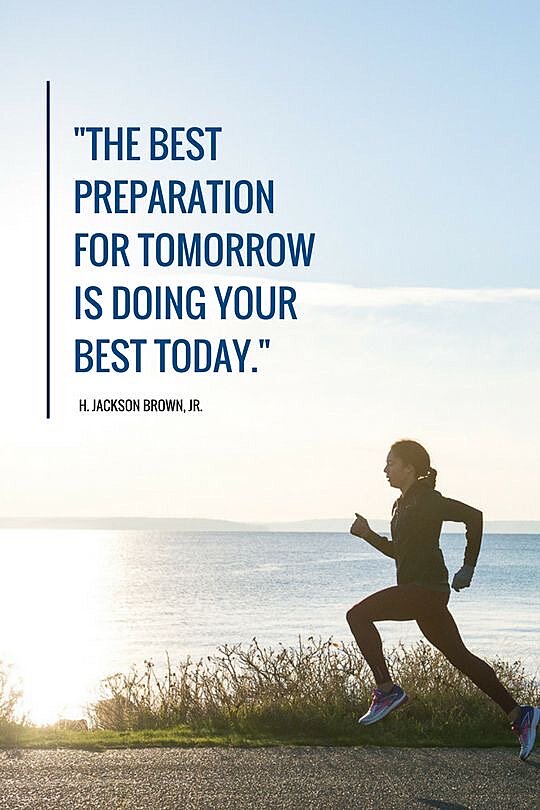 "THE BEST
PREPARATION
FOR TOMORROW
IS DOING YOUR
BEST TODAY."
H. JACKSON BROWN, JR.